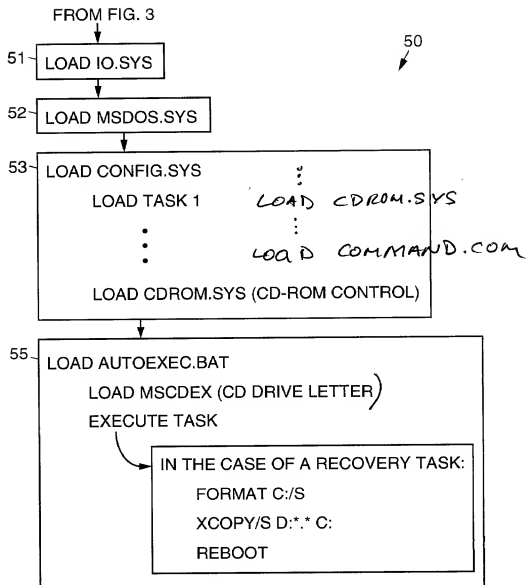 FROM FIG. 3
50
51 LOAD IO.SYS
52 LOAD MSDOS.SYS
53 LOAD CONFIG.SYS
LOAD TASK 1 LOAD CDROM.SYS
LOAD COMMAND.COM
LOAD CDROM.SYS (CD-ROM CONTROL)
55 LOAD AUTOEXEC.BAT
LOAD MSCDEX (CD DRIVE LETTER)
EXECUTE TASK
IN THE CASE OF A RECOVERY TASK:
FORMAT C:/S
XCOPY/S D:*.* C:
REBOOT